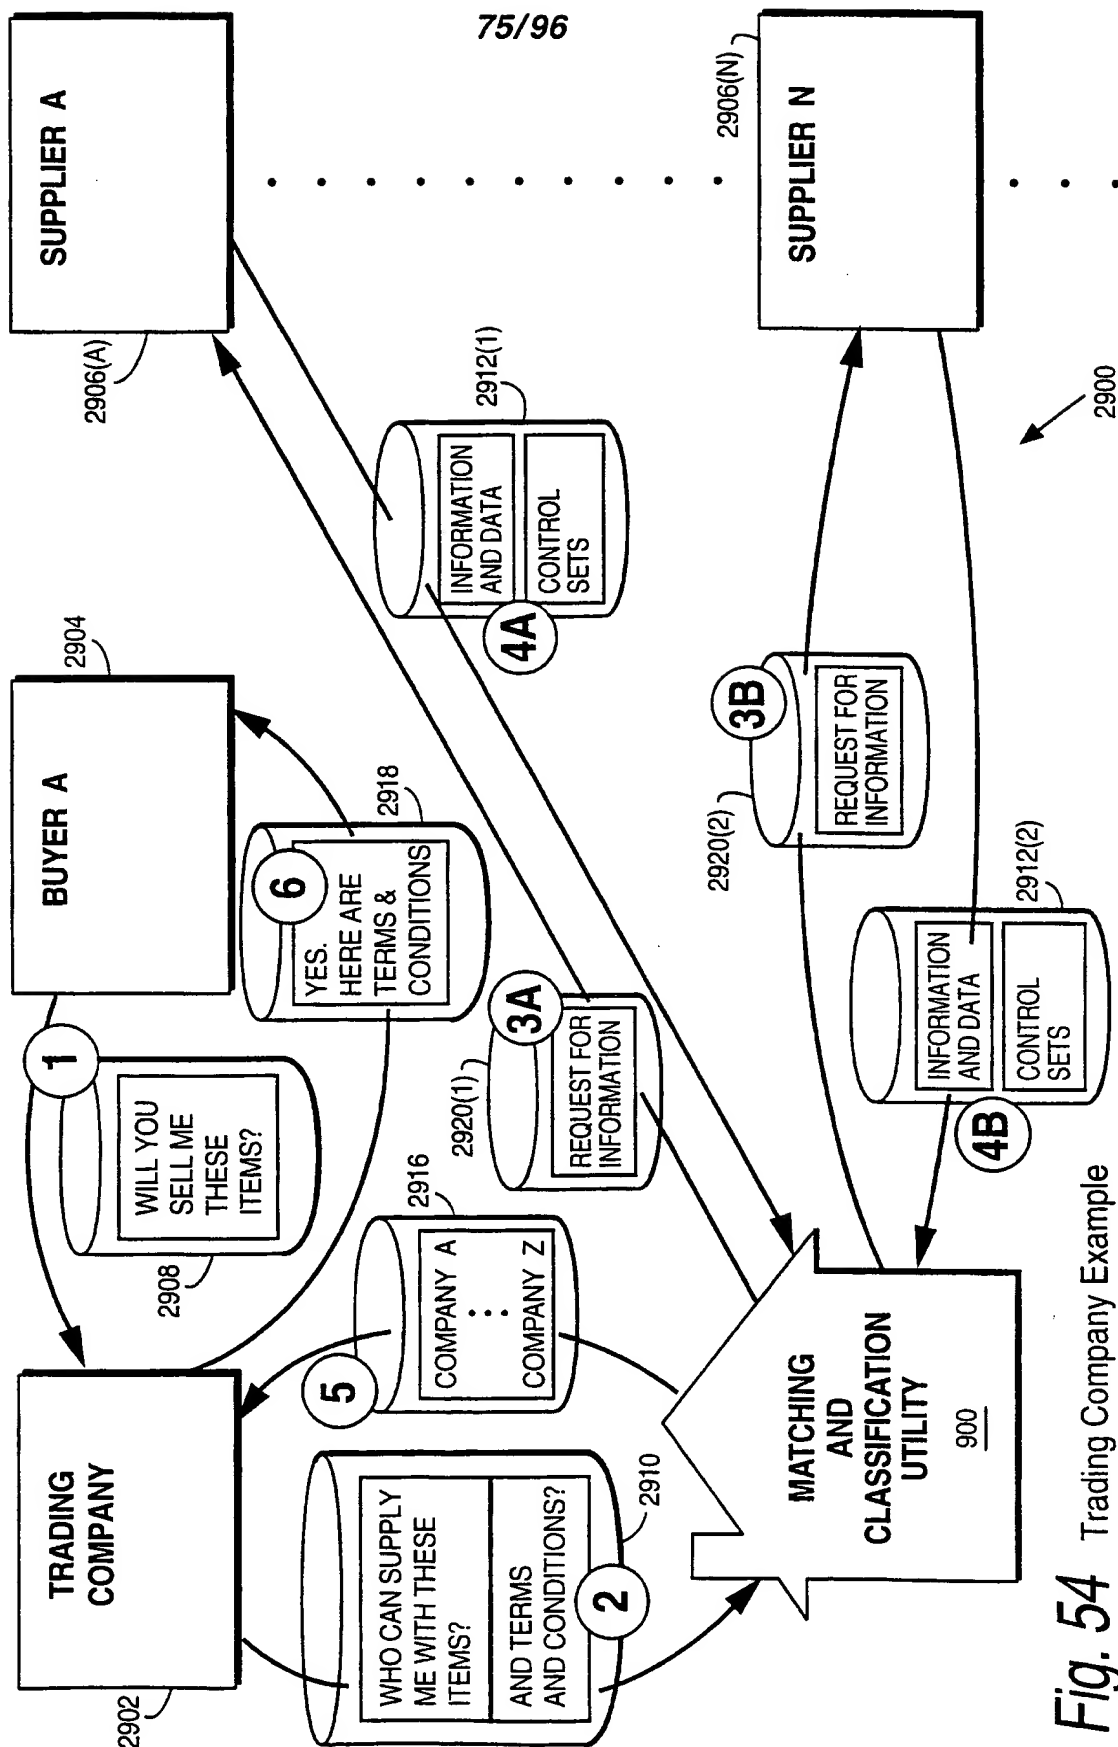 75/96
TRADING
COMPANY
2902
BUYER A
2904
SUPPLIER A
2906(A)
SUPPLIER N
2906(N)
1
WILL YOU
SELL ME
THESE
ITEMS?
2908
6
YES.
HERE ARE
TERMS &
CONDITIONS
2918
WHO CAN SUPPLY
ME WITH THESE
ITEMS?
AND TERMS
AND CONDITIONS?
2
2910
5
COMPANY A
COMPANY Z
2916
3A
REQUEST FOR
INFORMATION
2920(1)
4A
INFORMATION
AND DATA
CONTROL
SETS
2912(1)
3B
REQUEST FOR
INFORMATION
2920(2)
4B
INFORMATION
AND DATA
CONTROL
SETS
2912(2)
MATCHING
AND
CLASSIFICATION
UTILITY
900
2900
Fig. 54 Trading Company Example